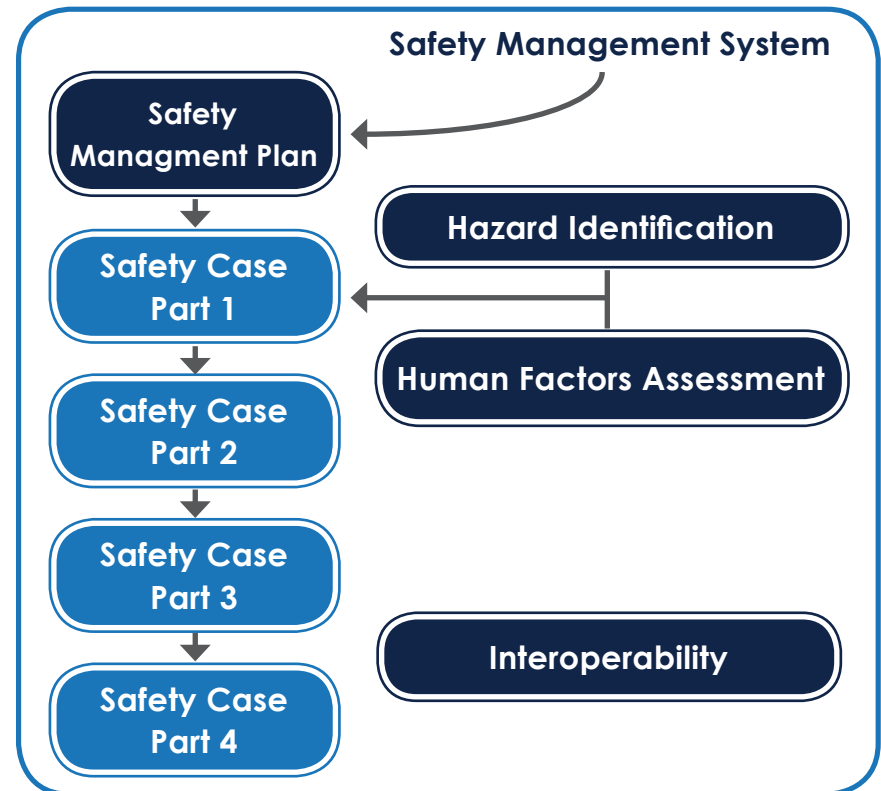 Safety Management System
Safety
Managment Plan
Hazard Identification
Safety Case
Part 1
Human Factors Assessment
Safety Case
Part 2
Safety Case
Part 3
Interoperability
Safety Case
Part 4